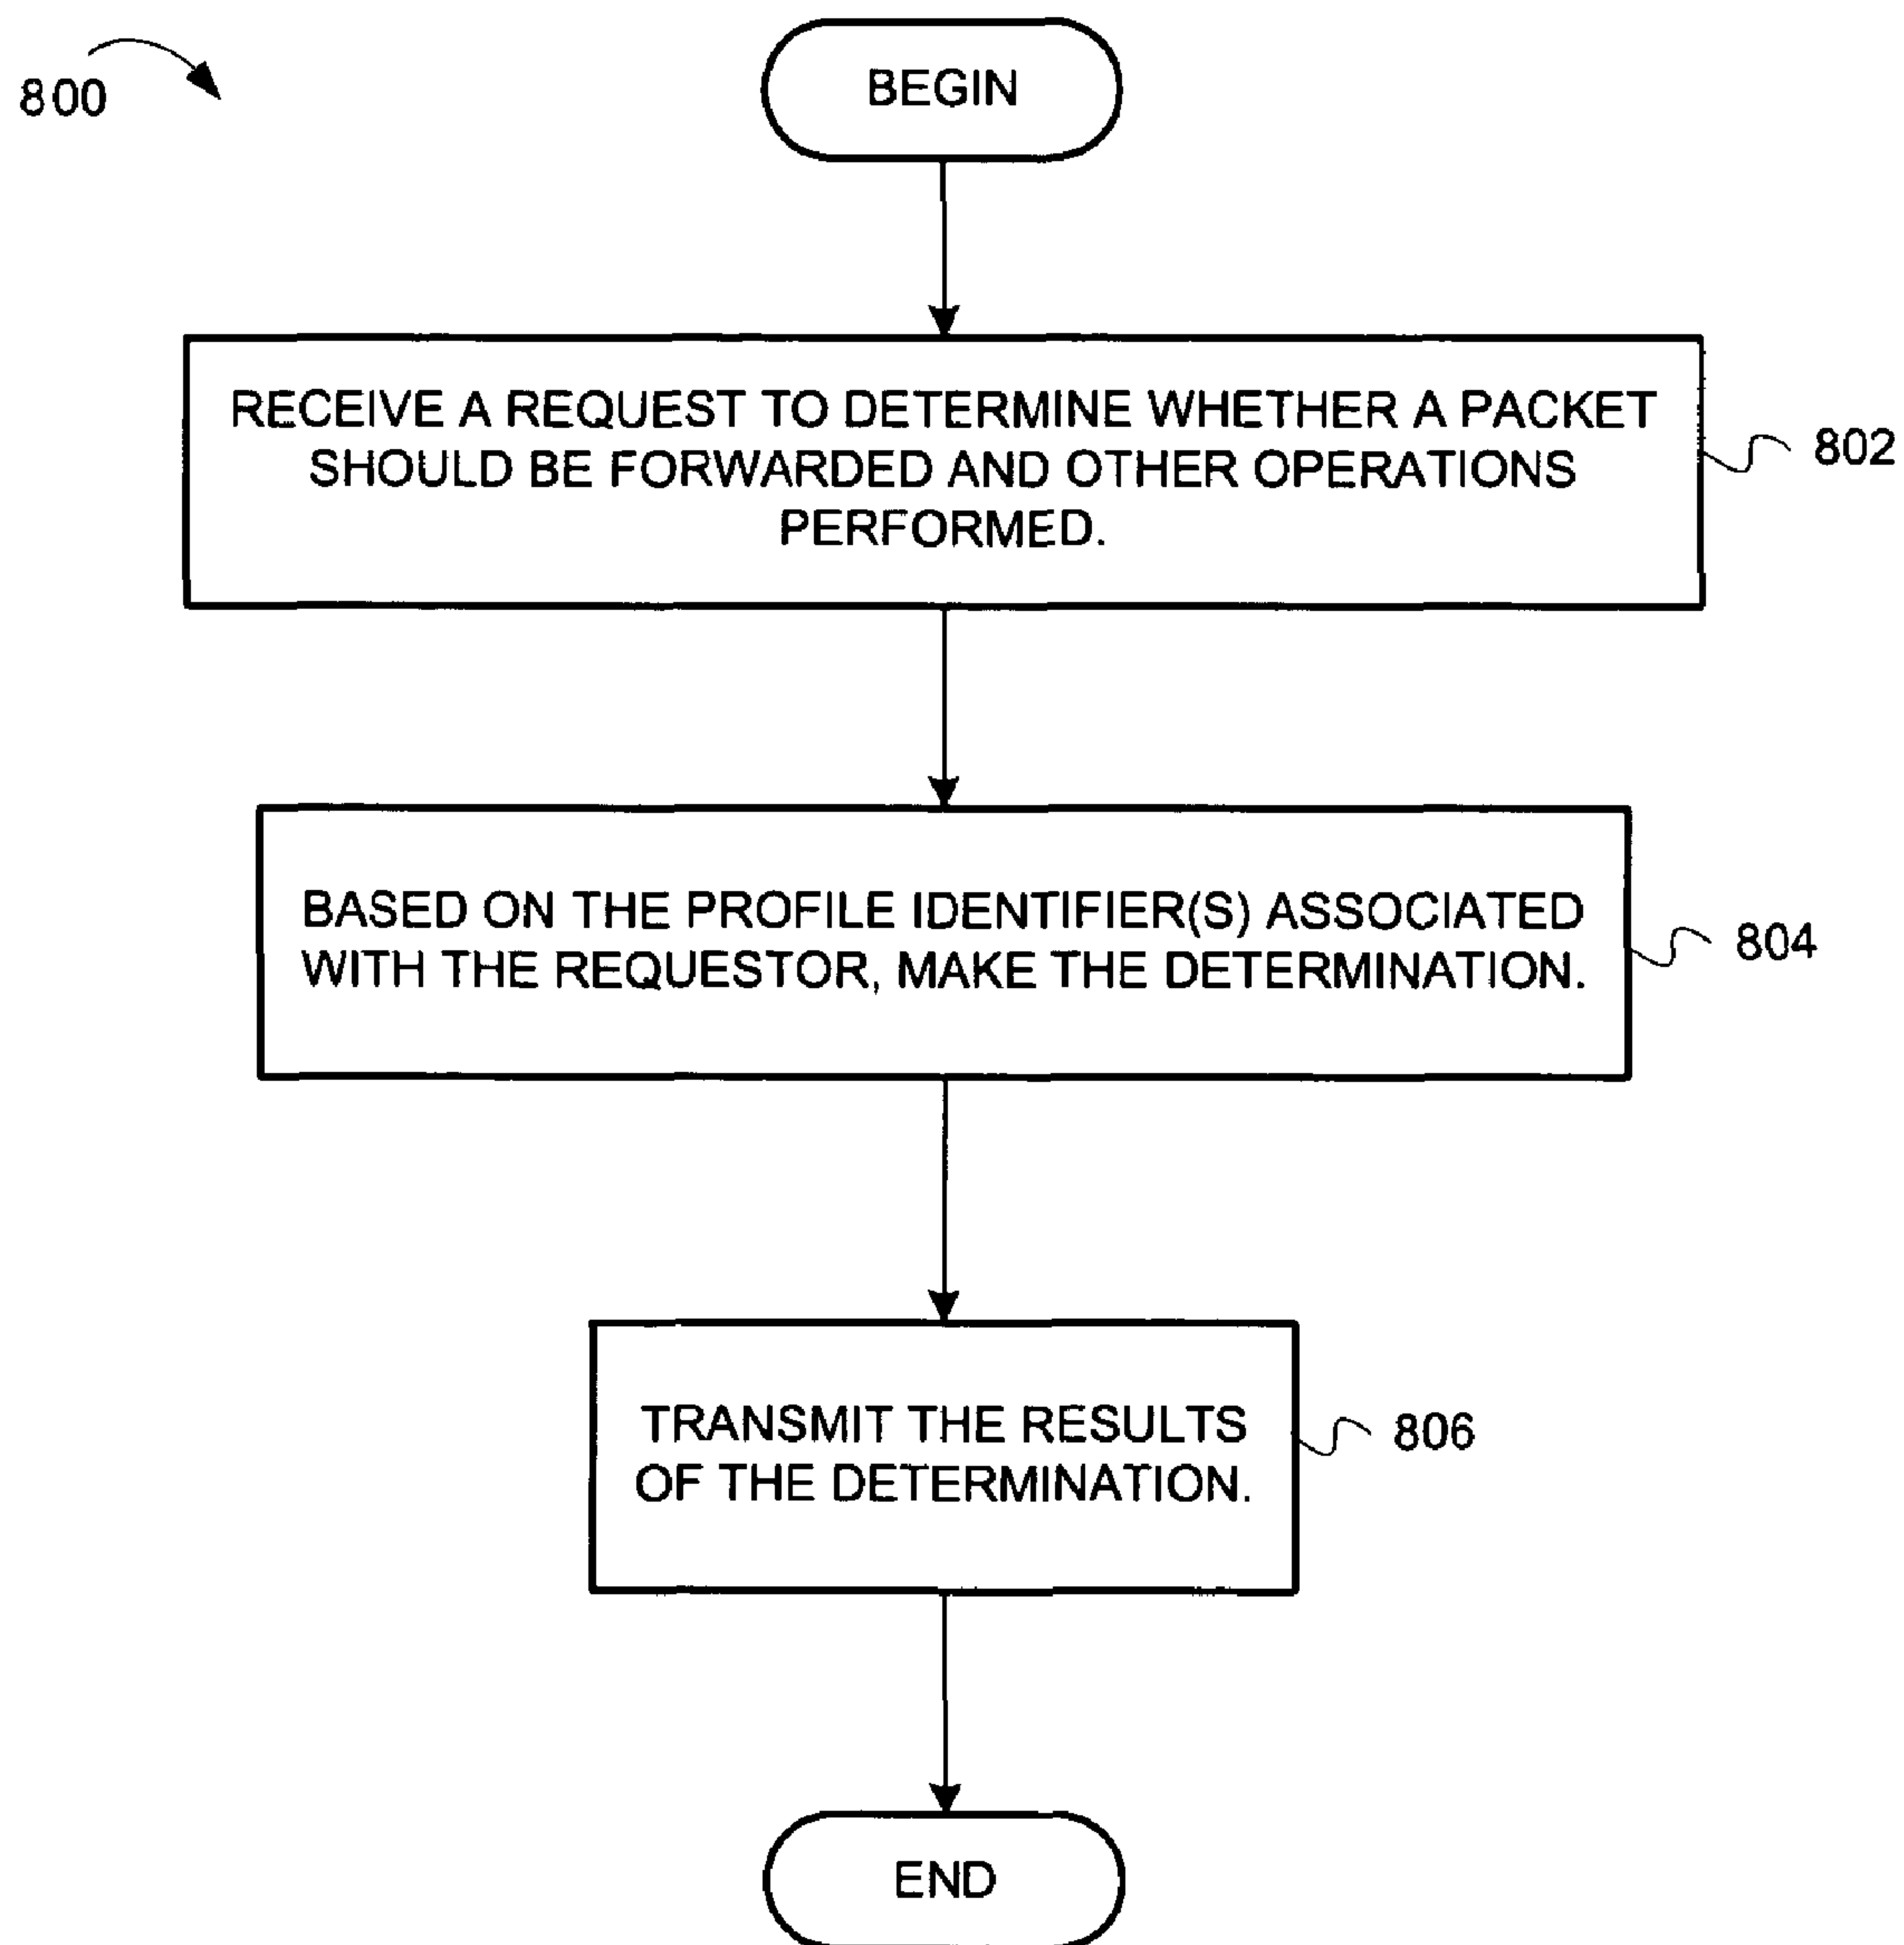 800
BEGIN
RECEIVE A REQUEST TO DETERMINE WHETHER A PACKET
SHOULD BE FORWARDED AND OTHER OPERATIONS
PERFORMED.
802
BASED ON THE PROFILE IDENTIFIER(S) ASSOCIATED
WITH THE REQUESTOR, MAKE THE DETERMINATION.
804
TRANSMIT THE RESULTS
OF THE DETERMINATION.
806
END